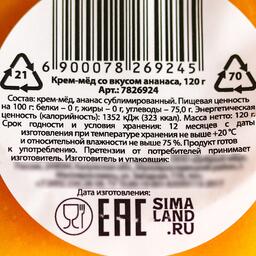 6900078269245
21
70
Крем-мёд со вкусом ананаса, 120 г
Арт.: 7826924
Состав: крем-мёд, ананас сублимированный. Пищевая ценность
на 100 г: белки – 0 г, жиры – 0 г, углеводы – 75,0 г. Энергетическая
ценность (калорийность): 1352 кДж (323 ккал). Масса нетто: 120 г.
Срок годности и условия хранения: 12 месяцев с даты
изготовления при температуре хранения не выше +20 °С
и относительной влажности не выше 75 %. Продукт готов
к употреблению. Претензии от потребителей принимает
изготовитель. Изготовитель и упаковщик:
Дата изготовления:
EAC
SIMA
LAND
.RU